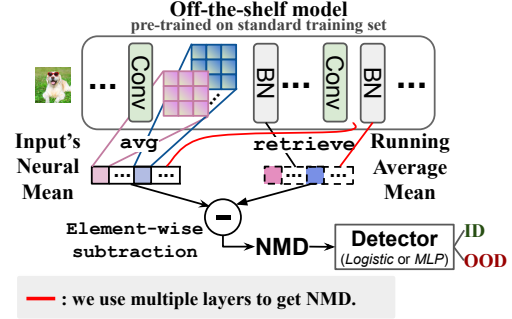 Off-the-shelf model
pre-trained on standard training set
... Conv ... BN ... Conv BN ...
Input's
Neural
Mean
avg
retrieve
Running
Average
Mean
... ... ... ...
Element-wise
subtraction
−
NMD
Detector
(Logistic or MLP)
ID
OOD
: we use multiple layers to get NMD.